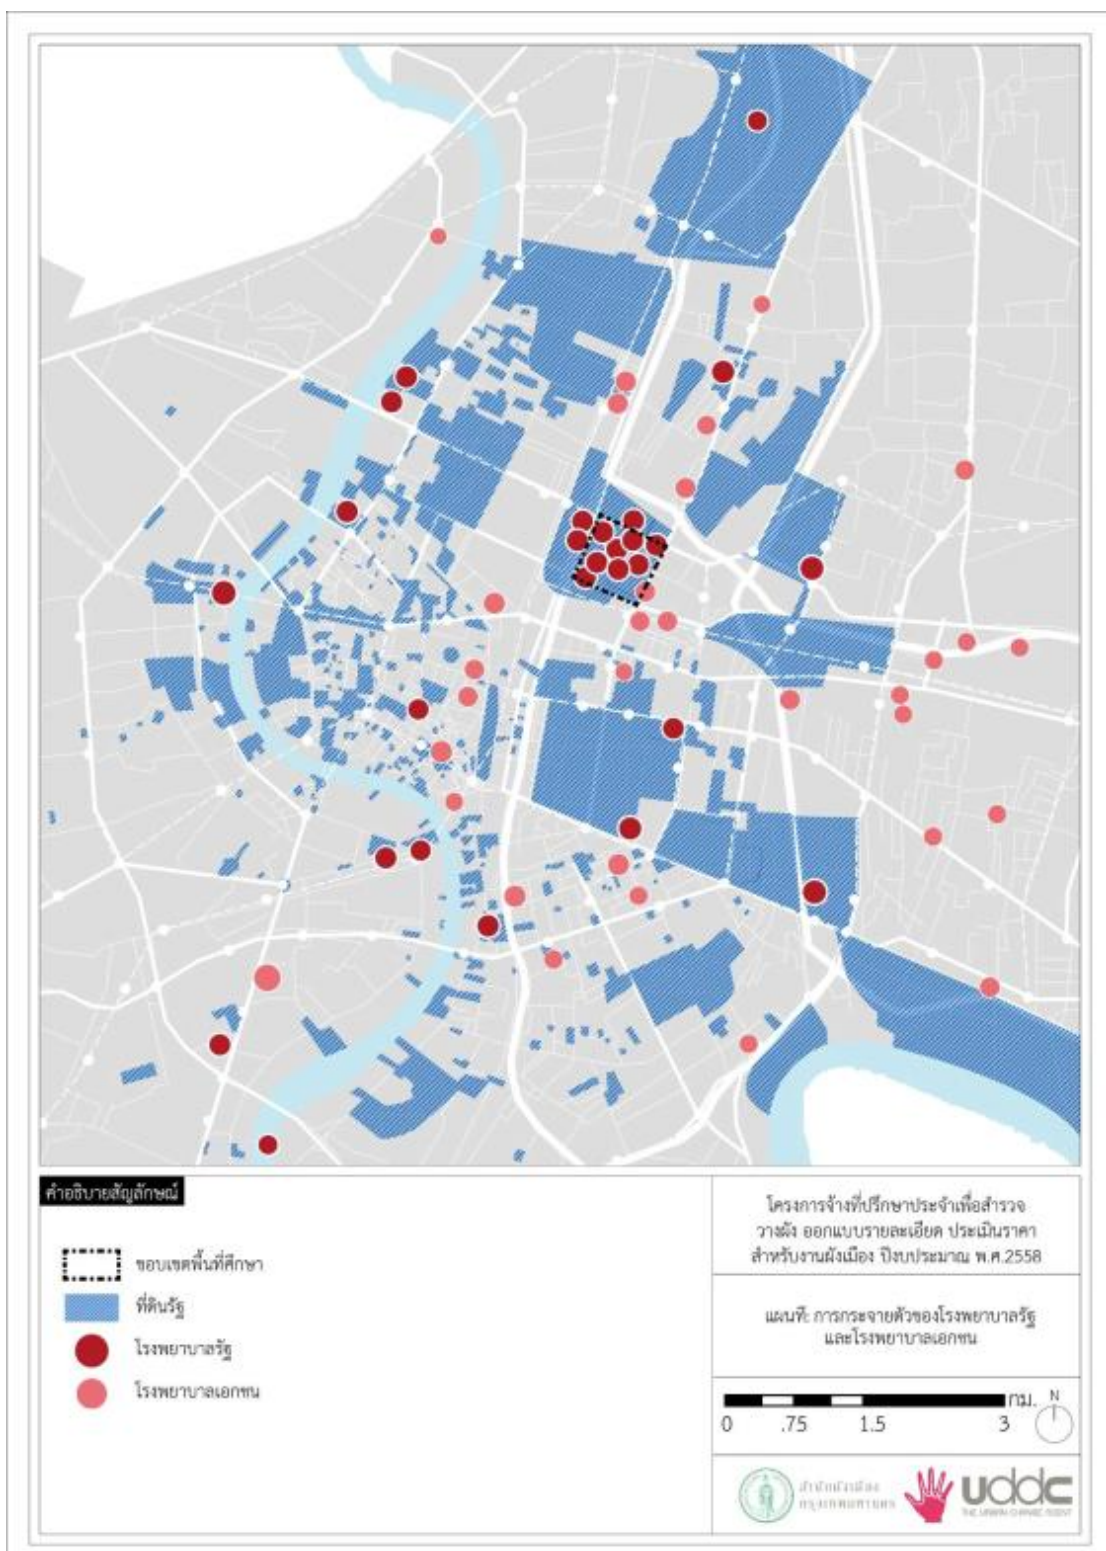 คำอธิบายสัญลักษณ์
ขอบเขตพื้นที่ศึกษา
ที่ดินรัฐ
โรงพยาบาลรัฐ
โรงพยาบาลเอกชน
โครงการจ้างที่ปรึกษาประจำเพื่อสำรวจ
วางผัง ออกแบบรายละเอียด ประเมินราคา
สำหรับงานผังเมือง ปีงบประมาณ พ.ศ.2558
แผนที่: การกระจายตัวของโรงพยาบาลรัฐ
และโรงพยาบาลเอกชน
กม. N
0 .75 1.5 3
สำนักผังเมือง
กรุงเทพมหานคร
uddc
THE URBAN CHANGE AGENT